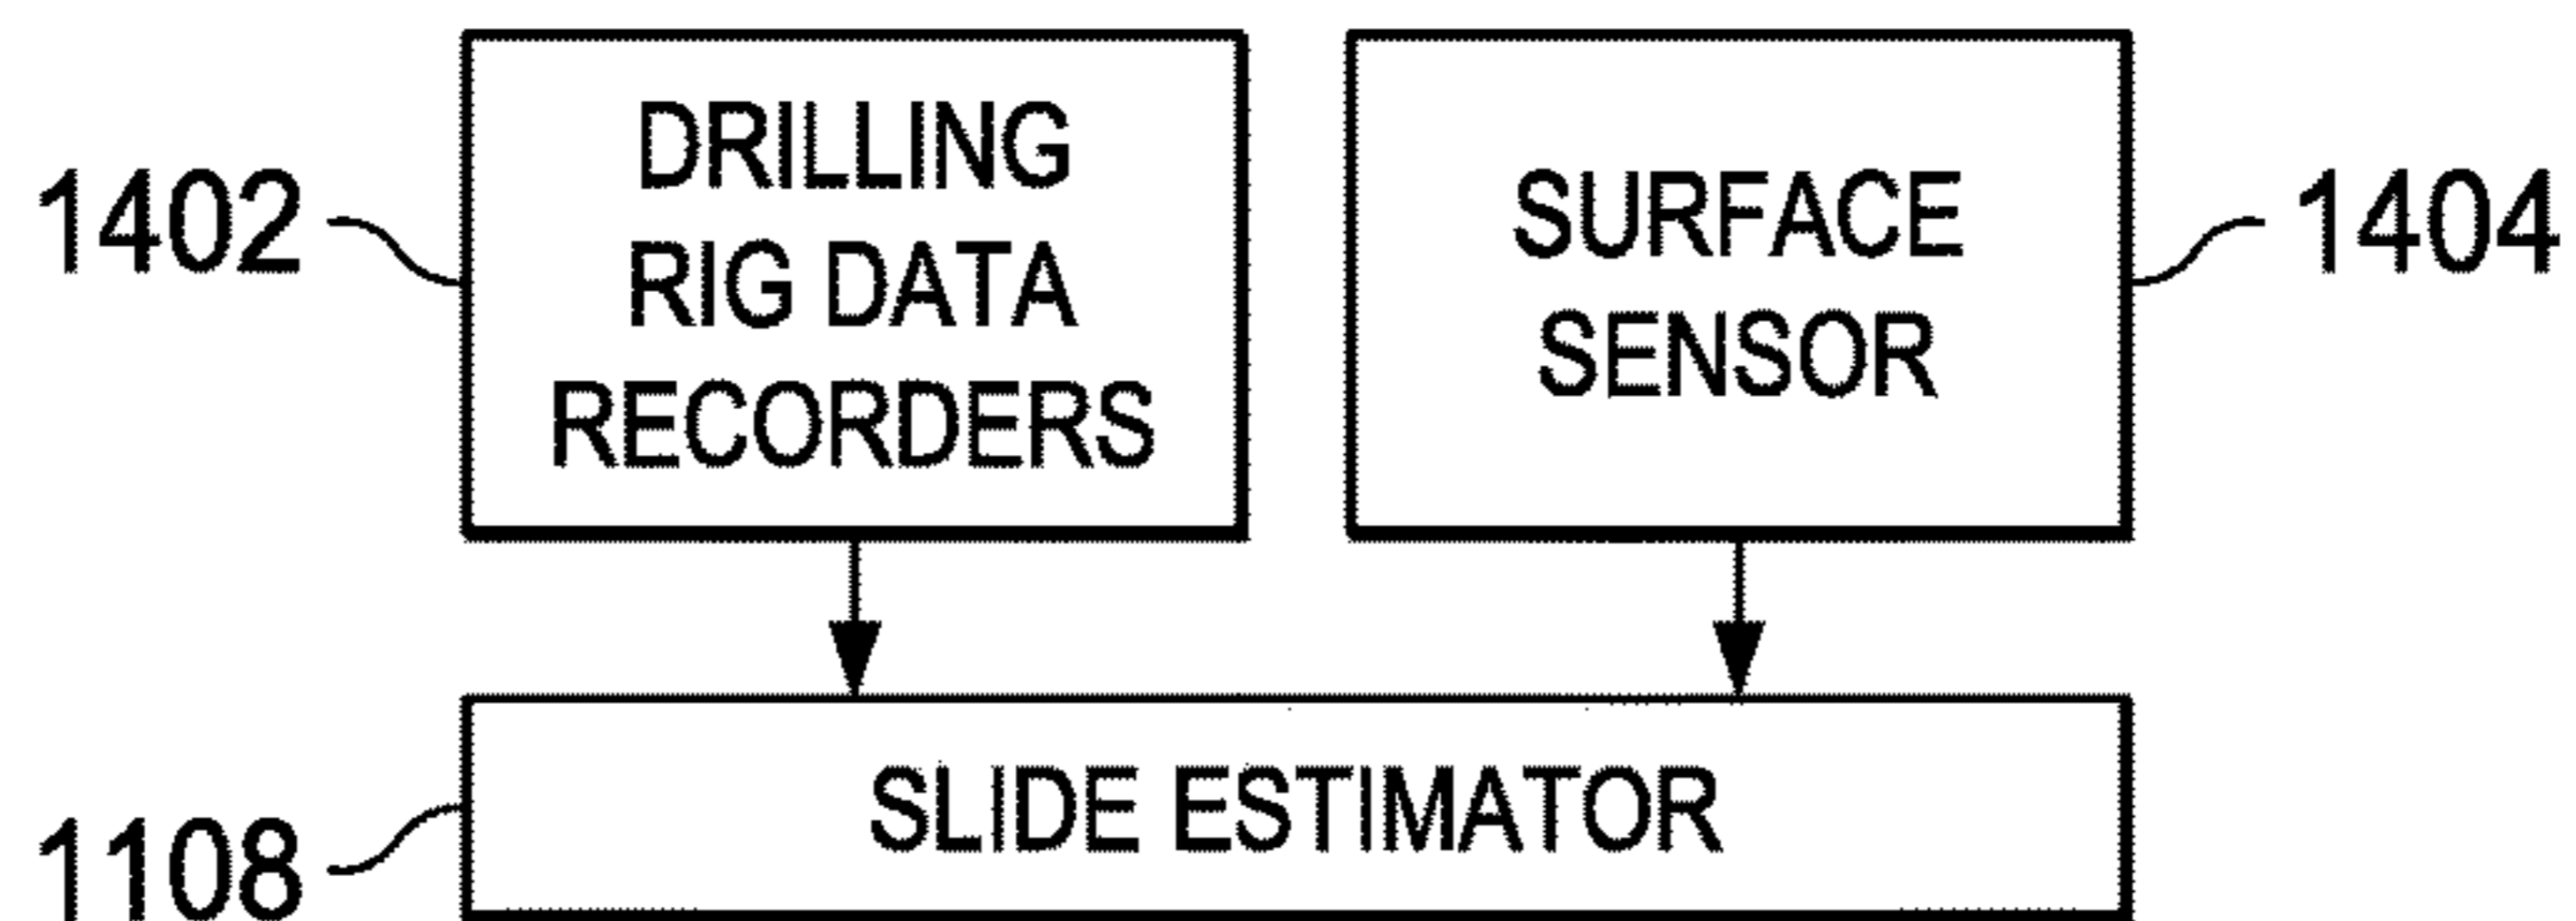 1402
DRILLING
RIG DATA
RECORDERS
SURFACE
SENSOR
1404
1108
SLIDE ESTIMATOR